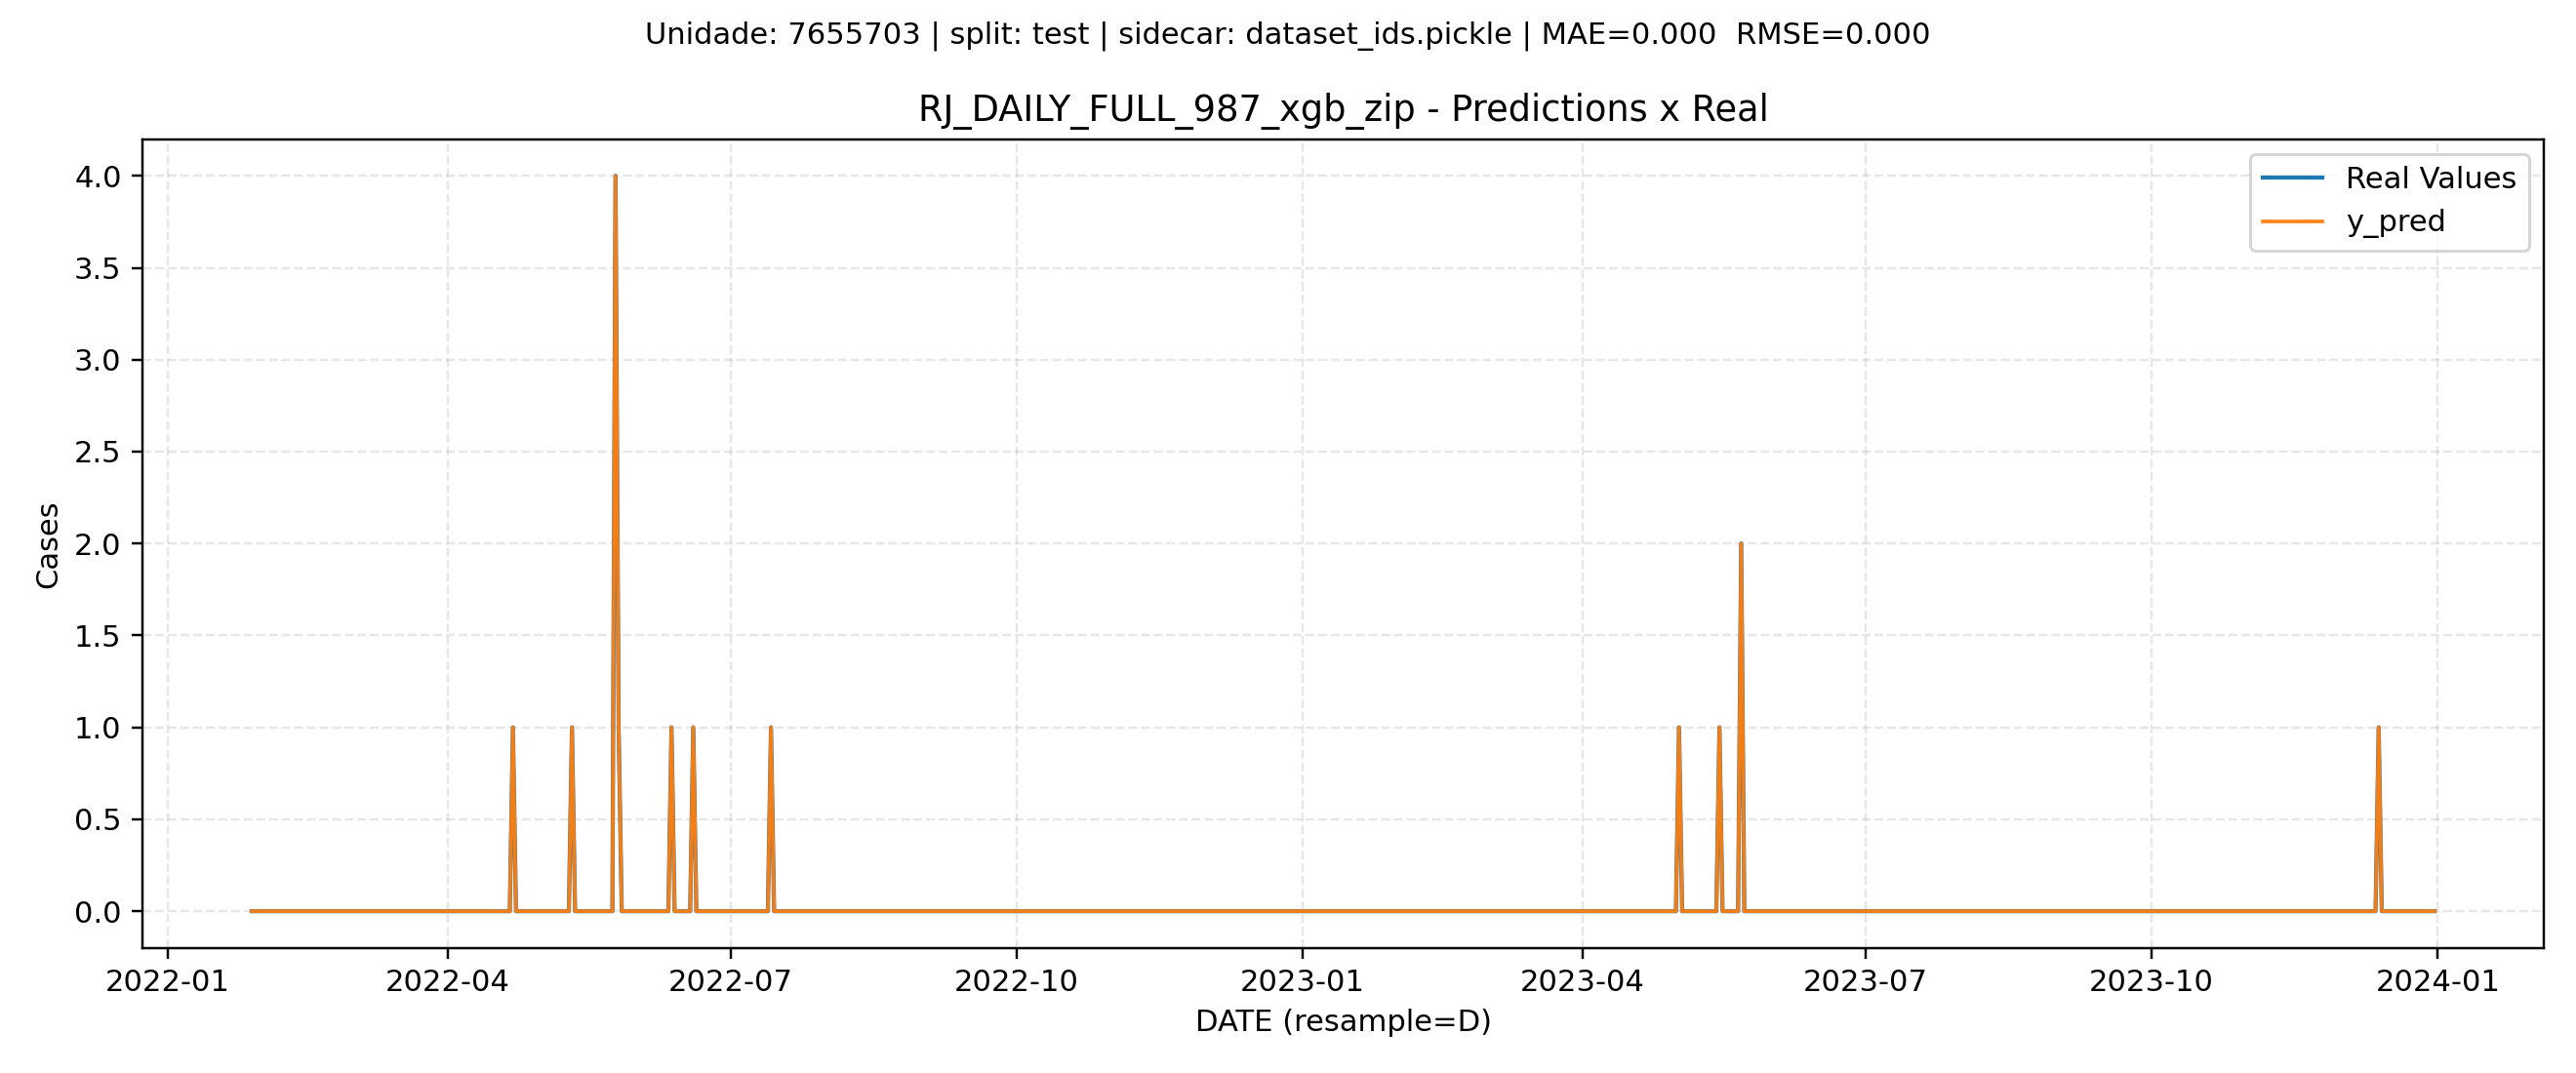 Unidade: 7655703 | split: test | sidecar: dataset_ids.pickle | MAE=0.000  RMSE=0.000
RJ_DAILY_FULL_987_xgb_zip - Predictions x Real
Real Values
y_pred
Cases
4.0
3.5
3.0
2.5
2.0
1.5
1.0
0.5
0.0
2022-01 2022-04 2022-07 2022-10 2023-01 2023-04 2023-07 2023-10 2024-01
DATE (resample=D)